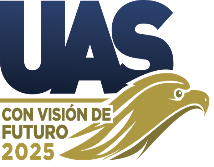 UAS
CON VISIÓN DE
FUTURO
2025